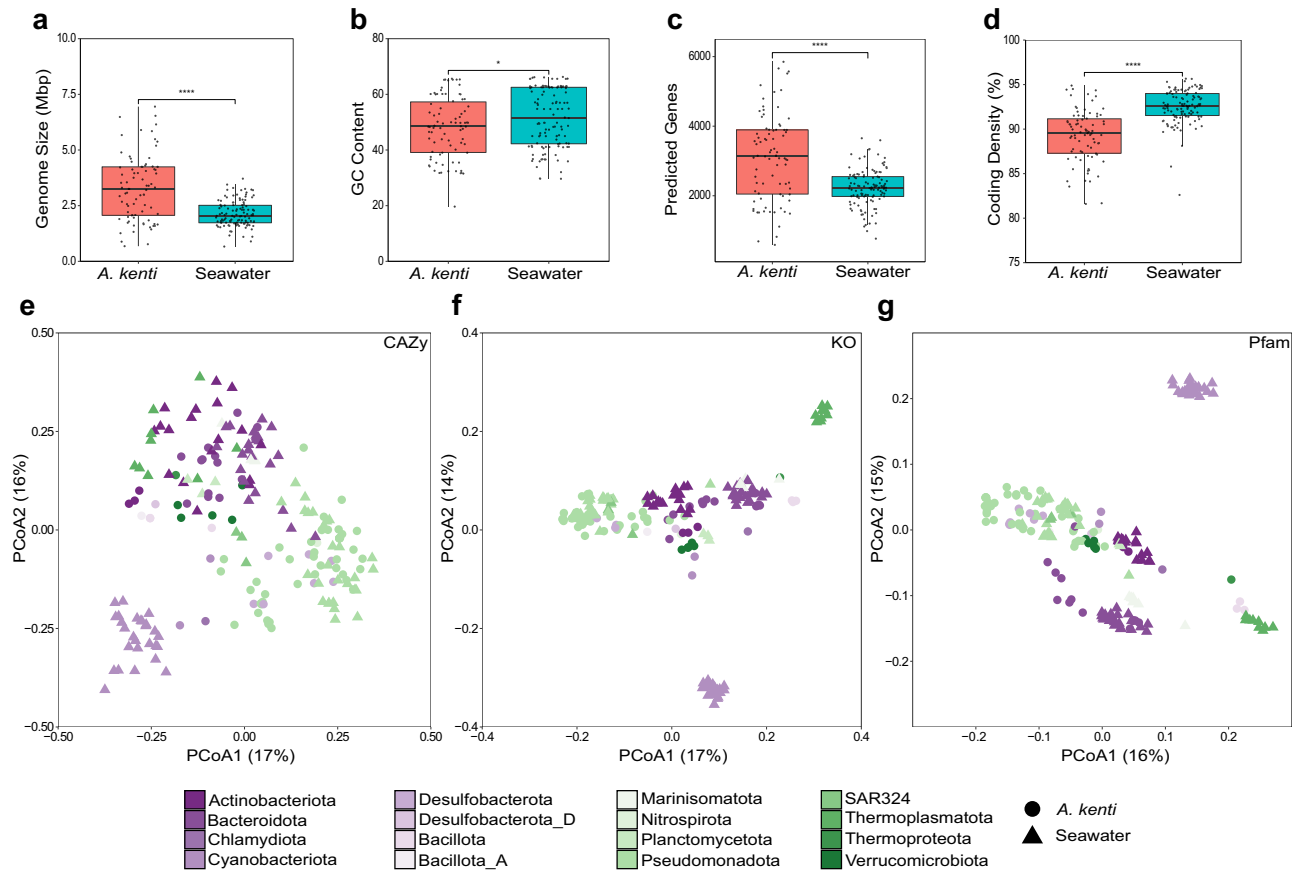 a
b
c
d
10.0
7.5
5.0
2.5
0.0
Genome Size (Mbp)
****
A. kenti
Seawater
80
60
40
20
0
GC Content
*
A. kenti
Seawater
6000
4000
2000
Predicted Genes
****
A. kenti
Seawater
100
95
90
85
80
75
Coding Density (%)
****
A. kenti
Seawater
e
f
g
CAZy
0.50
0.25
0.00
−0.25
−0.50
PCoA2 (16%)
−0.50
−0.25
0.00
0.25
0.50
PCoA1 (17%)
KO
0.4
0.2
0.0
−0.2
−0.4
PCoA2 (14%)
−0.4
−0.2
0.0
0.2
0.4
PCoA1 (17%)
Pfam
0.2
0.1
0.0
−0.1
−0.2
PCoA2 (15%)
−0.2
−0.1
0.0
0.1
0.2
PCoA1 (16%)
Actinobacteriota
Bacteroidota
Chlamydiota
Cyanobacteriota
Desulfobacterota
Desulfobacterota_D
Bacillota
Bacillota_A
Marinisomatota
Nitrospirota
Planctomycetota
Pseudomonadota
SAR324
Thermoplasmatota
Thermoproteota
Verrucomicrobiota
A. kenti
Seawater